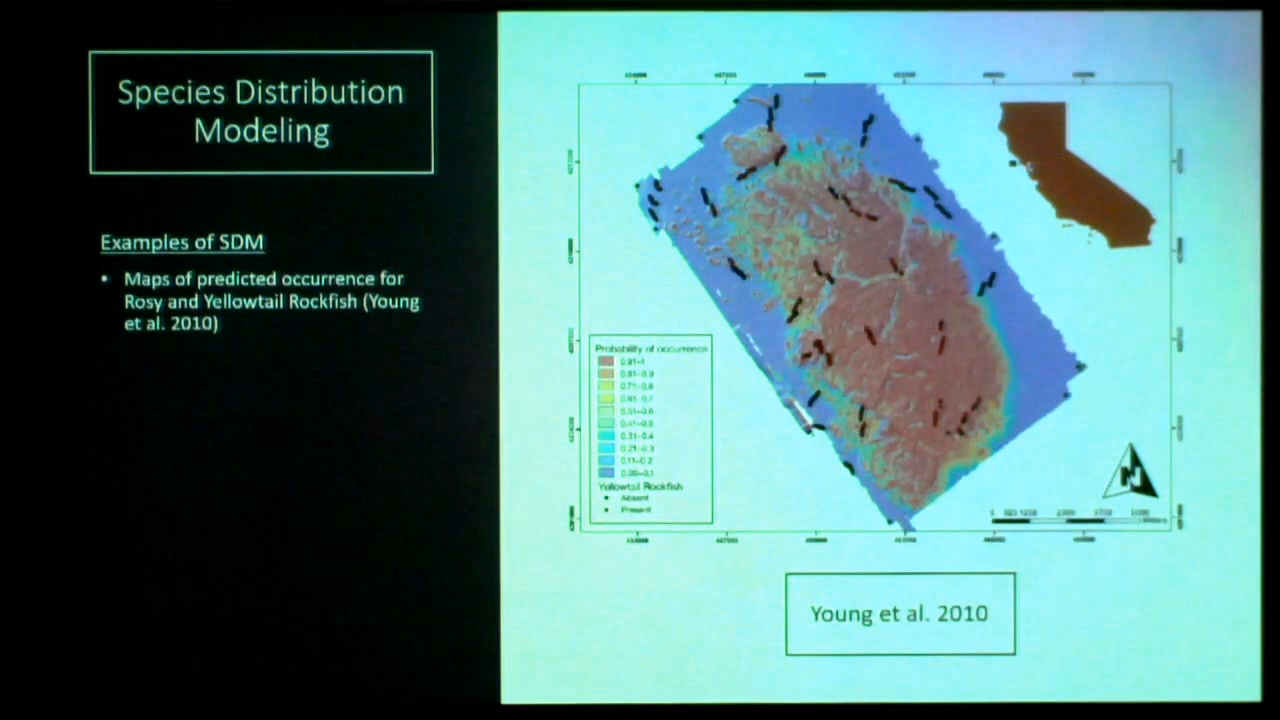 Species Distribution
Modeling
Examples of SDM
• Maps of predicted occurrence for
Rosy and Yellowtail Rockfish (Young
et al. 2010)
Probability of occurrence
0.91-1
0.81-0.9
0.71-0.8
0.61-0.7
0.51-0.6
0.41-0.5
0.31-0.4
0.21-0.3
0.11-0.2
0.00-0.1
Yellowtail Rockfish
Absent
Present
N
Young et al. 2010